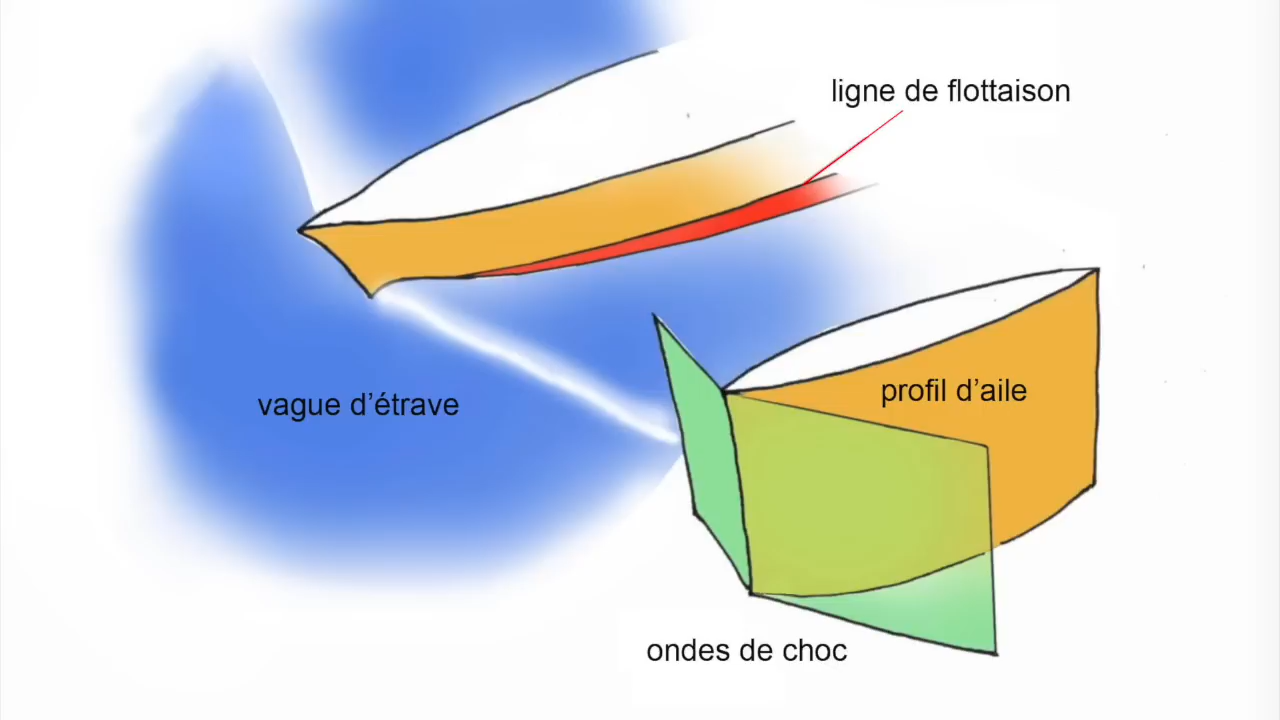 ligne de flottaison
profil d’aile
vague d’étrave
ondes de choc